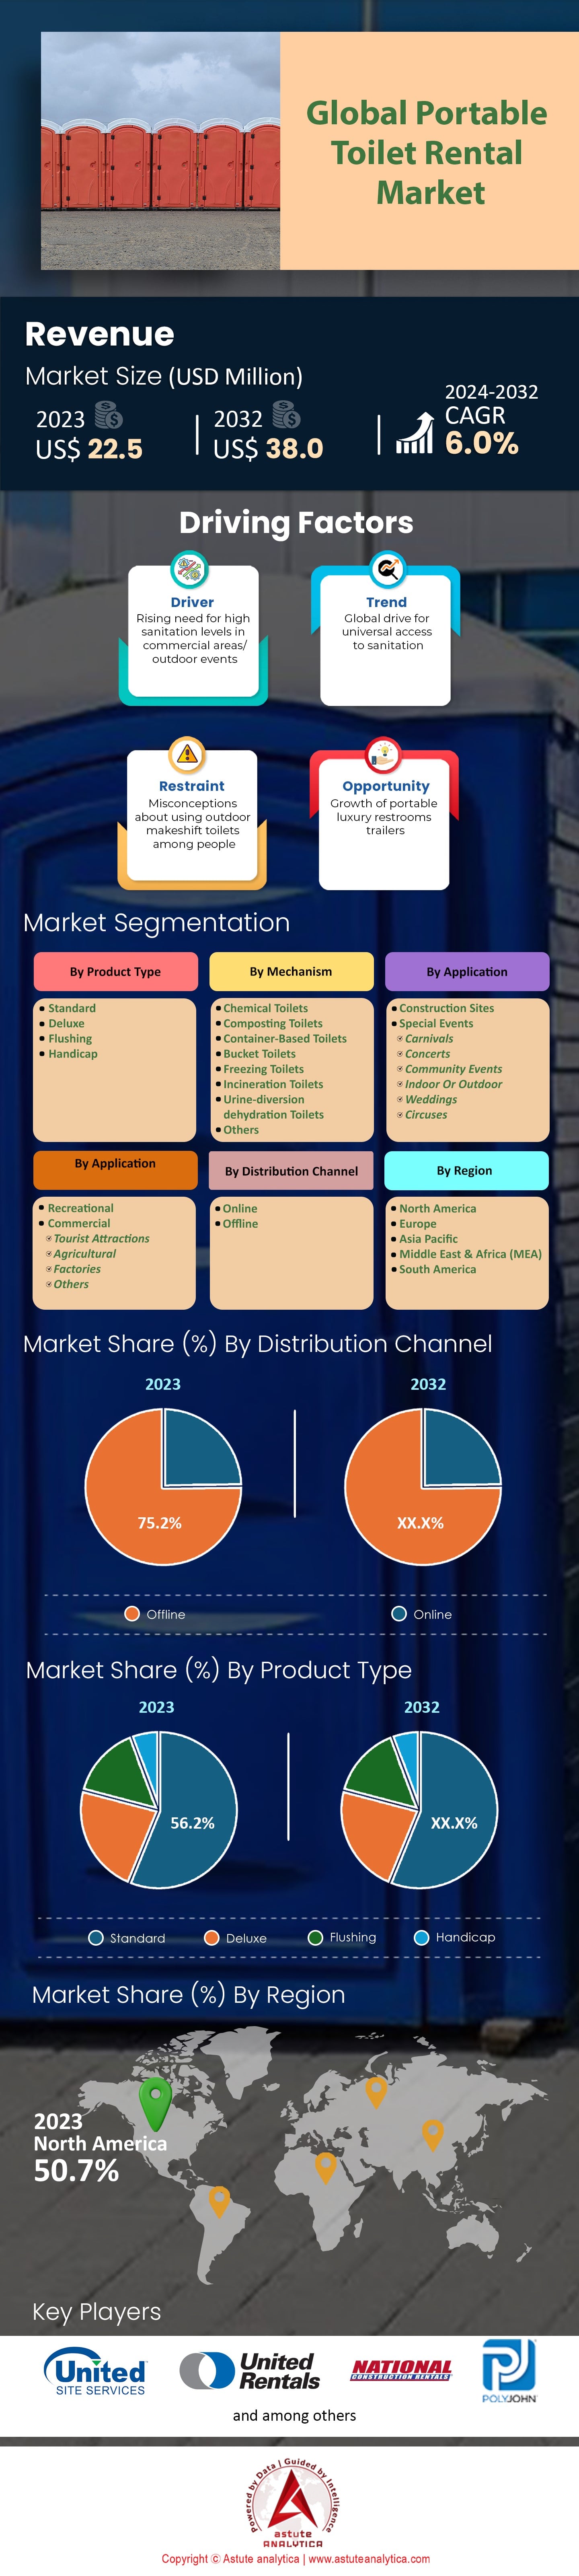 Global Portable
Toilet Rental
Market
Revenue
Market Size (USD Million)
2023
US$ 22.5
2032
US$ 38.0
2024-2032
CAGR
6.0%
Driving Factors
Driver
Rising need for high
sanitation levels in
commercial areas/
outdoor events
Trend
Global drive for
universal access
to sanitation
Restraint
Misconceptions
about using outdoor
makeshift toilets
among people
Opportunity
Growth of portable
luxury restrooms
trailers
Market Segmentation
By Product Type
Standard
Deluxe
Flushing
Handicap
By Mechanism
Chemical Toilets
Composting Toilets
Container-Based Toilets
Bucket Toilets
Freezing Toilets
Incineration Toilets
Urine-diversion
dehydration Toilets
Others
By Application
Construction Sites
Special Events
Carnivals
Concerts
Community Events
Indoor Or Outdoor
Weddings
Circuses
By Application
Recreational
Commercial
Tourist Attractions
Agricultural
Factories
Others
By Distribution Channel
Online
Offline
By Region
North America
Europe
Asia Pacific
Middle East & Africa (MEA)
South America
Market Share (%) By Distribution Channel
2023
75.2%
2032
XX.X%
Offline
Online
Market Share (%) By Product Type
2023
56.2%
2032
XX.X%
Standard
Deluxe
Flushing
Handicap
Market Share (%) By Region
2023
North America
50.7%
Key Players
United
SITE SERVICES
United
Rentals
NATIONAL
CONSTRUCTION RENTALS
POLYJOHN
and among others
Powered by Data | Guided by Intelligence
astute
ANALYTICA
Copyright © Astute analytica | www.astuteanalytica.com